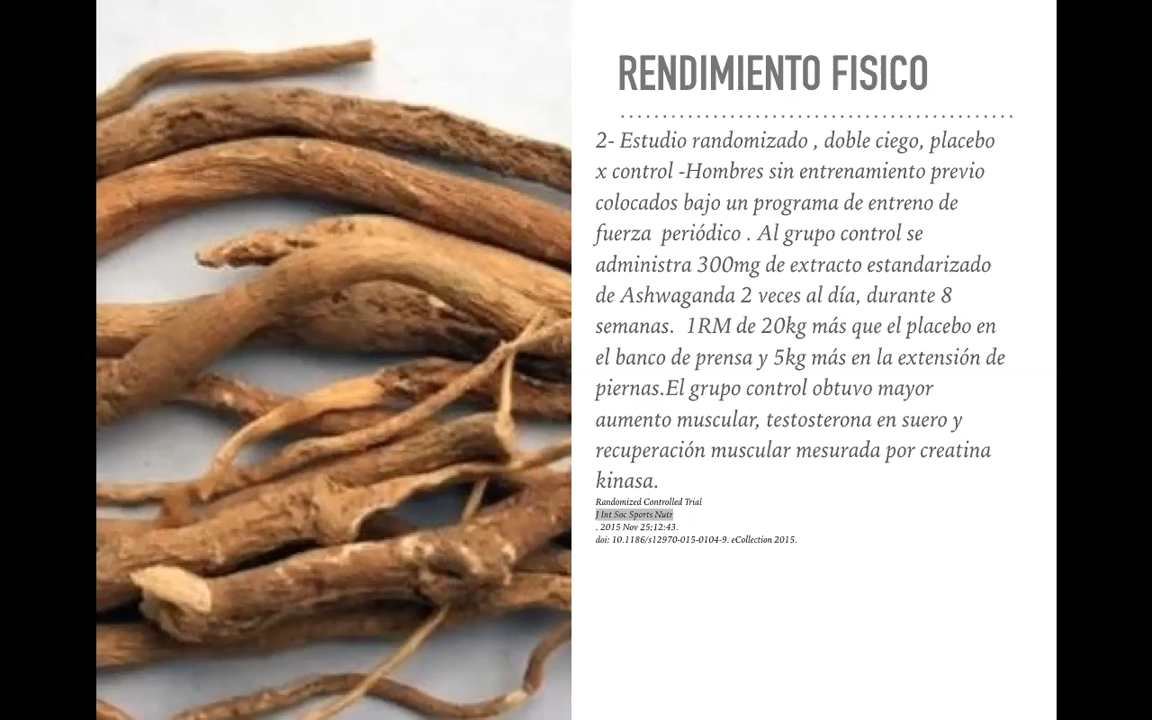 RENDIMIENTO FISICO
2- Estudio randomizado , doble ciego, placebo
x control -Hombres sin entrenamiento previo
colocados bajo un programa de entreno de
fuerza periódico . Al grupo control se
administra 300mg de extracto estandarizado
de Ashwaganda 2 veces al día, durante 8
semanas. 1RM de 20kg más que el placebo en
el banco de prensa y 5kg más en la extensión de
piernas.El grupo control obtuvo mayor
aumento muscular, testosterona en suero y
recuperación muscular mesurada por creatina
kinasa.
Randomized Controlled Trial
J Int Soc Sports Nutr
. 2015 Nov 25;12:43.
doi: 10.1186/s12970-015-0104-9. eCollection 2015.